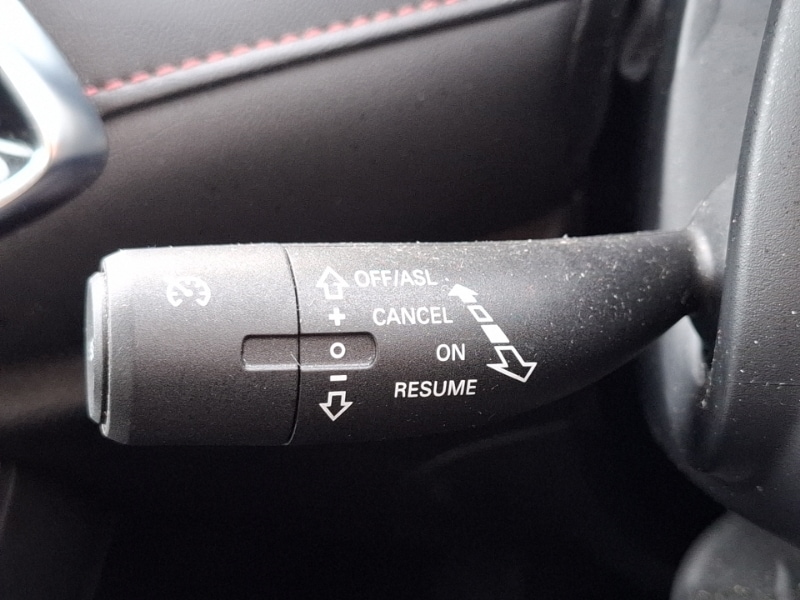 OFF/ASL
+ CANCEL
O ON
- RESUME